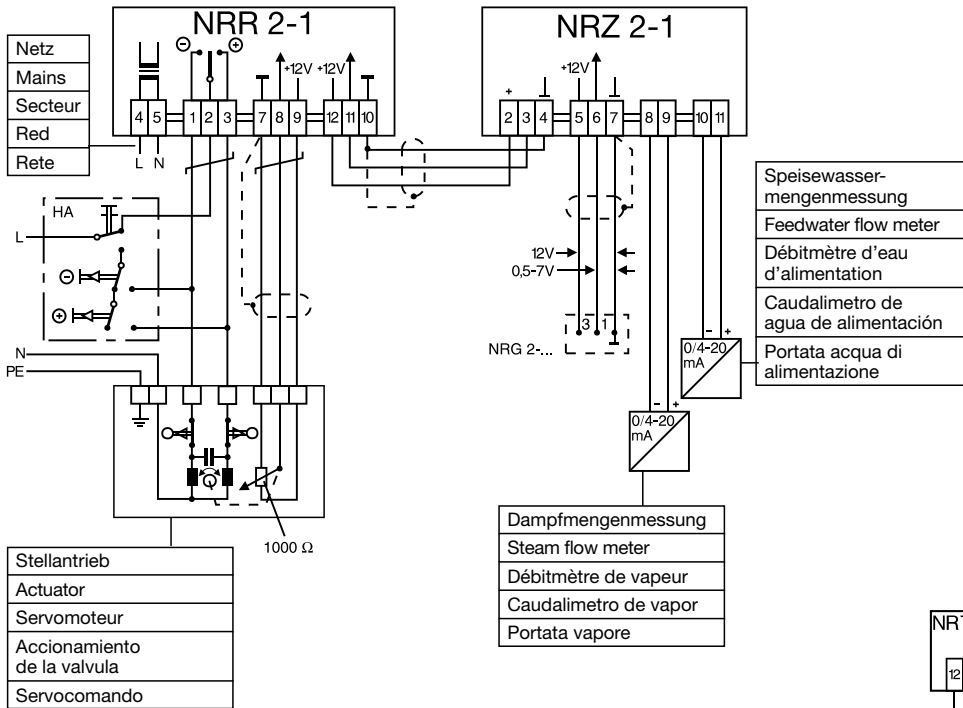 NRR 2-1
NRZ 2-1
Netz
Mains
Secteur
Red
Rete
⊖ ⊕
+12V +12V
4 5 1 2 3 7 8 9 12 11 10
L N
+
+12V
2 3 4 5 6 7 8 9 10 11
HA
L
⊖
⊕
N
PE
12V
0,5-7V
3 1
NRG 2-...
- +
0/4-20
mA
- +
0/4-20
mA
Speisewasser-
mengenmessung
Feedwater flow meter
Débitmètre d'eau
d'alimentation
Caudalimetro de
agua de alimentación
Portata acqua di
alimentazione
1000 Ω
Dampfmengenmessung
Steam flow meter
Débitmètre de vapeur
Caudalimetro de vapor
Portata vapore
Stellantrieb
Actuator
Servomoteur
Accionamiento
de la valvula
Servocomando
12